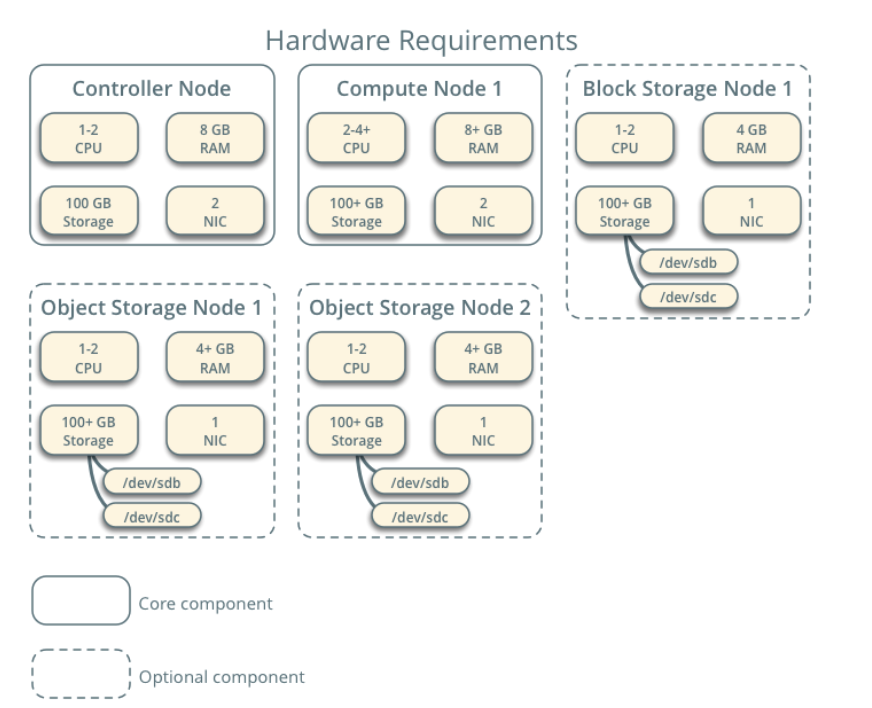 Hardware Requirements
Controller Node
1-2
CPU
8 GB
RAM
100 GB
Storage
2
NIC
Compute Node 1
2-4+
CPU
8+ GB
RAM
100+ GB
Storage
2
NIC
Block Storage Node 1
1-2
CPU
4 GB
RAM
100+ GB
Storage
1
NIC
/dev/sdb
/dev/sdc
Object Storage Node 1
1-2
CPU
4+ GB
RAM
100+ GB
Storage
1
NIC
/dev/sdb
/dev/sdc
Object Storage Node 2
1-2
CPU
4+ GB
RAM
100+ GB
Storage
1
NIC
/dev/sdb
/dev/sdc
Core component
Optional component